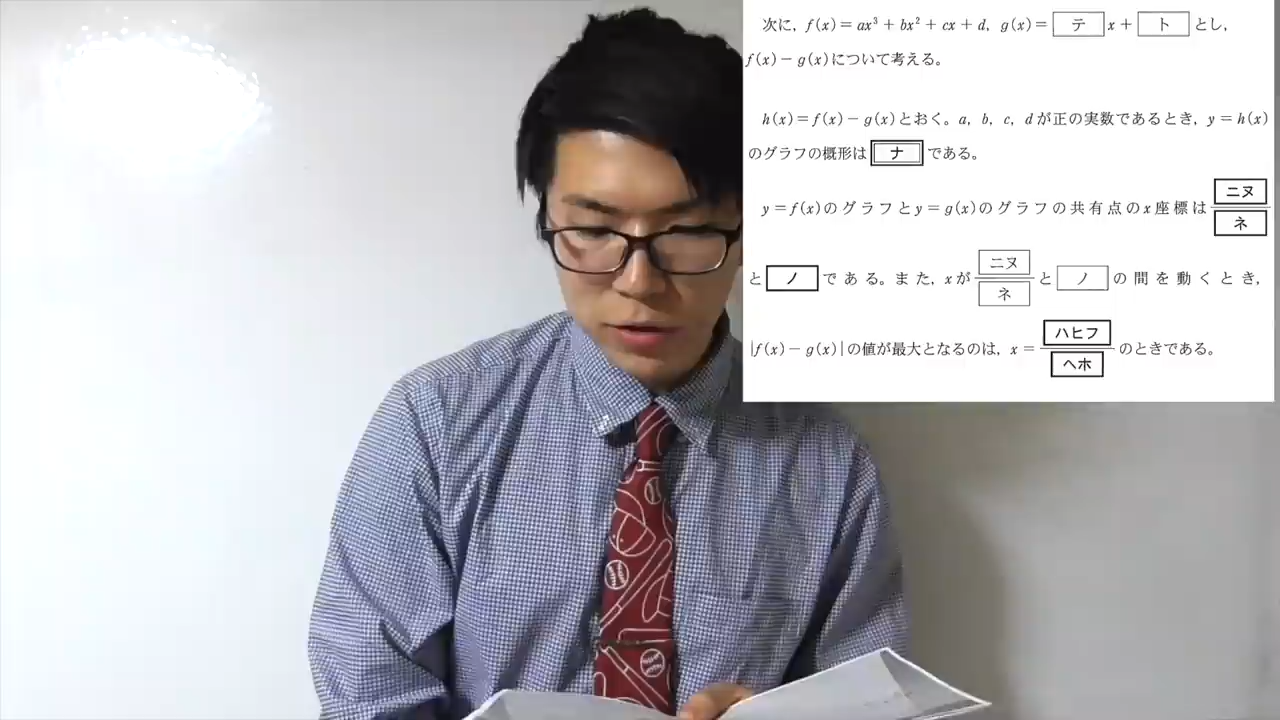 次に，f(x)＝ax³＋bx²＋cx＋d，g(x)＝ テ x＋ ト とし，
f(x)－g(x)について考える。
h(x)＝f(x)－g(x)とおく。a，b，c，dが正の実数であるとき，y＝h(x)
のグラフの概形は ナ である。
y＝f(x)のグラフとy＝g(x)のグラフの共有点のx座標は ニヌ/ネ
と ノ である。また，xが ニヌ/ネ と ノ の間を動くとき，
|f(x)－g(x)|の値が最大となるのは，x＝ ハヒフ/ヘホ のときである。